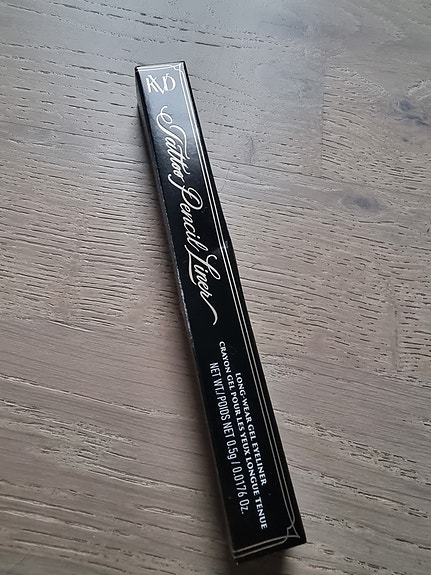 KVD
Tattoo Pencil Liner
LONG-WEAR GEL EYELINER
CRAYON GEL POUR LES YEUX LONGUE TENUE
NET WT./POIDS NET 0.5g / 0.0176 Oz.